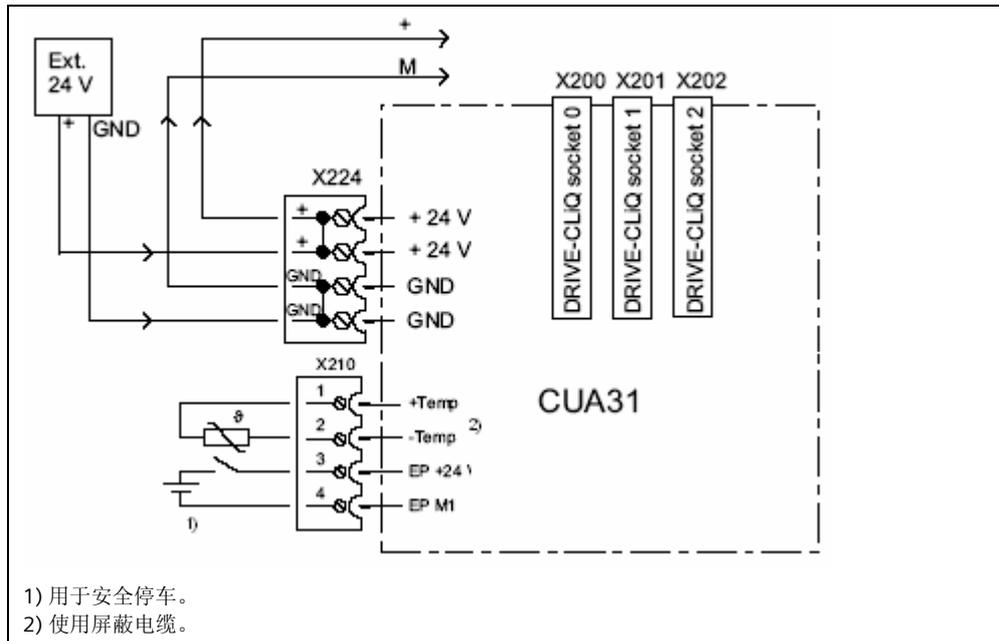 +
M
Ext.
24 V
+
GND
X200 X201 X202
DRIVE-CLiQ socket 0
DRIVE-CLiQ socket 1
DRIVE-CLiQ socket 2
X224
+
+ 24 V
+
+ 24 V
GND
GND
GND
GND
X210
1
+Temp
ϑ
2
-Temp
2)
3
EP +24 V
4
EP M1
1)
CUA31
1) 用于安全停车。
2) 使用屏蔽电缆。